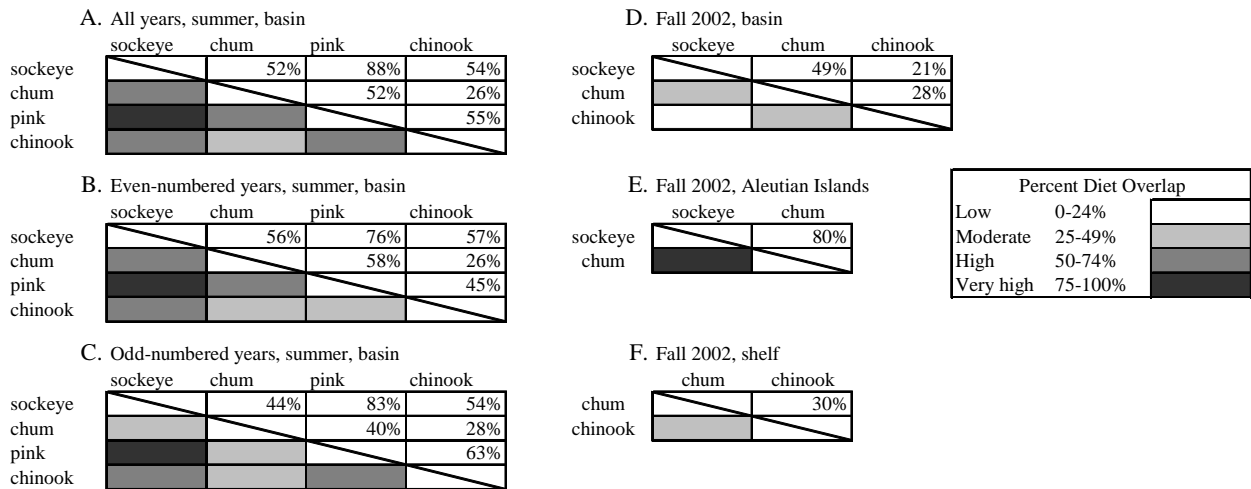 A. All years, summer, basin
sockeye chum pink chinook
sockeye 52% 88% 54%
chum 52% 26%
pink 55%
chinook
B. Even-numbered years, summer, basin
sockeye chum pink chinook
sockeye 56% 76% 57%
chum 58% 26%
pink 45%
chinook
C. Odd-numbered years, summer, basin
sockeye chum pink chinook
sockeye 44% 83% 54%
chum 40% 28%
pink 63%
chinook
D. Fall 2002, basin
sockeye chum chinook
sockeye 49% 21%
chum 28%
chinook
E. Fall 2002, Aleutian Islands
sockeye chum
sockeye 80%
chum
F. Fall 2002, shelf
chum chinook
chum 30%
chinook
Percent Diet Overlap
Low 0-24%
Moderate 25-49%
High 50-74%
Very high 75-100%